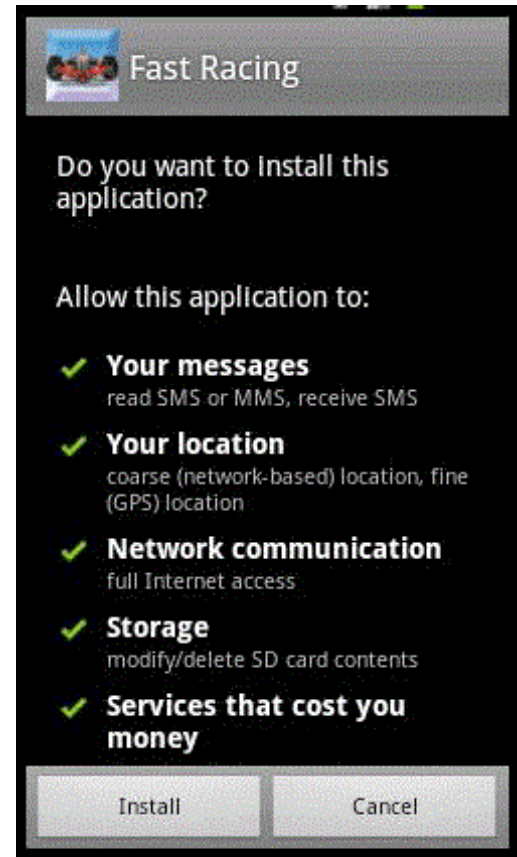 Fast Racing
Do you want to install this
application?
Allow this application to:
Your messages
read SMS or MMS, receive SMS
Your location
coarse (network-based) location, fine
(GPS) location
Network communication
full Internet access
Storage
modify/delete SD card contents
Services that cost you
money
Install
Cancel